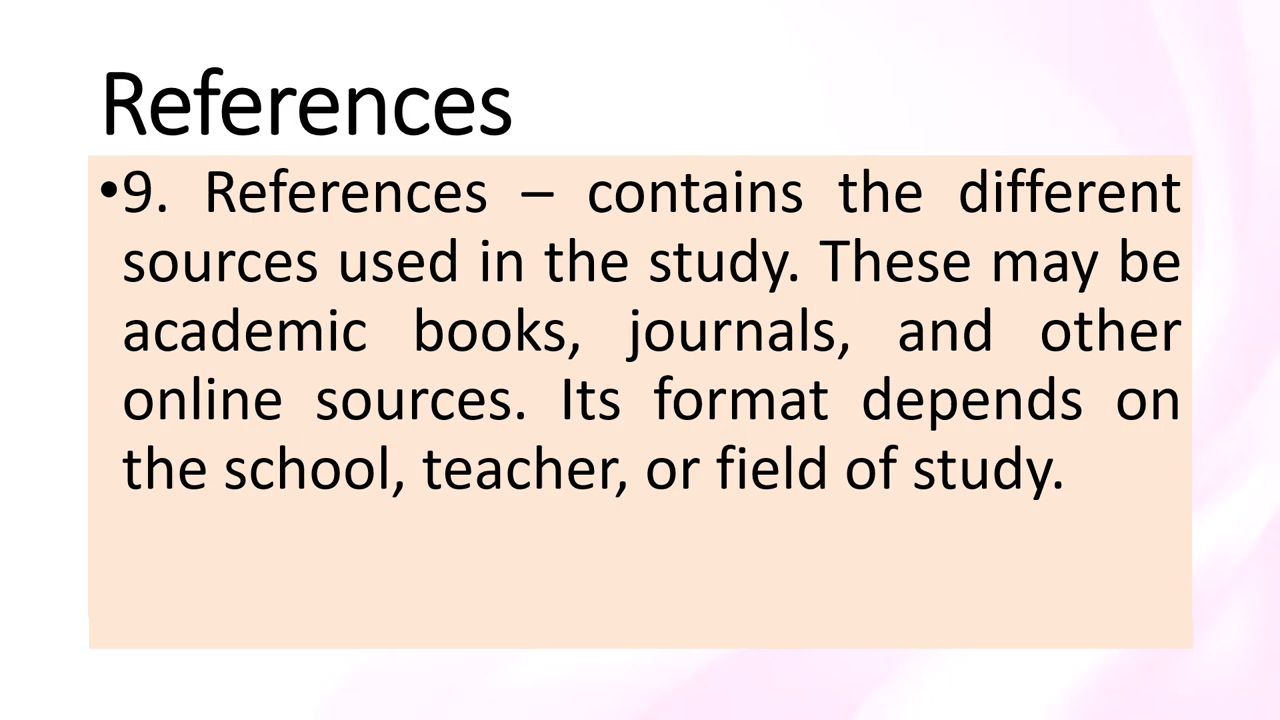 References
•9. References – contains the different
sources used in the study. These may be
academic books, journals, and other
online sources. Its format depends on
the school, teacher, or field of study.